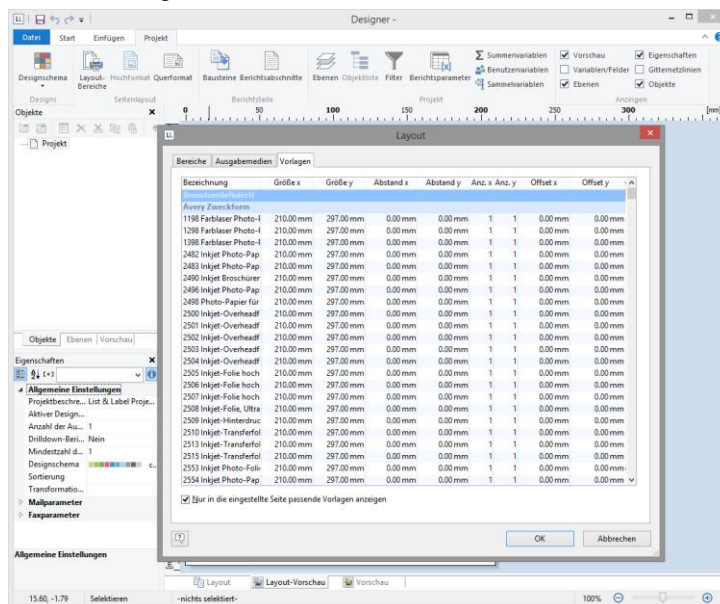 LL
Designer -
Datei Start Einfügen Projekt
Designschema
Layout-Bereiche
Hochformat
Querformat
Bausteine
Berichtsabschnitte
Ebenen
Objektliste
Filter
Berichtsparameter
Summenvariablen
Benutzervariablen
Sammelvariablen
Vorschau
Variablen/Felder
Ebenen
Eigenschaften
Gitternetzlinien
Objekte
Designs Seitenlayout Berichtsteile Projekt Anzeigen
Objekte
0 50 100 150 200 250 300 [mm]
Projekt
LL Layout
Bereiche Ausgabemedien Vorlagen
Bezeichnung Größe x Größe y Abstand x Abstand y Anz. x Anz. y Offset x Offset y
(benutzerdefiniert)
Avery Zweckform
1198 Farblaser Photo-F 210.00 mm 297.00 mm 0.00 mm 0.00 mm 1 1 0.00 mm 0.00 mm
1298 Farblaser Photo-F 210.00 mm 297.00 mm 0.00 mm 0.00 mm 1 1 0.00 mm 0.00 mm
1398 Farblaser Photo-F 210.00 mm 297.00 mm 0.00 mm 0.00 mm 1 1 0.00 mm 0.00 mm
2482 Inkjet Photo-Pap 210.00 mm 297.00 mm 0.00 mm 0.00 mm 1 1 0.00 mm 0.00 mm
2483 Inkjet Photo-Pap 210.00 mm 297.00 mm 0.00 mm 0.00 mm 1 1 0.00 mm 0.00 mm
2490 Inkjet Broschürer 210.00 mm 297.00 mm 0.00 mm 0.00 mm 1 1 0.00 mm 0.00 mm
2496 Inkjet Photo-Pap 210.00 mm 297.00 mm 0.00 mm 0.00 mm 1 1 0.00 mm 0.00 mm
2498 Photo-Papier für 210.00 mm 297.00 mm 0.00 mm 0.00 mm 1 1 0.00 mm 0.00 mm
2500 Inkjet-Overheadf 210.00 mm 297.00 mm 0.00 mm 0.00 mm 1 1 0.00 mm 0.00 mm
2501 Inkjet-Overheadf 210.00 mm 297.00 mm 0.00 mm 0.00 mm 1 1 0.00 mm 0.00 mm
2502 Inkjet-Overheadf 210.00 mm 297.00 mm 0.00 mm 0.00 mm 1 1 0.00 mm 0.00 mm
2503 Inkjet-Overheadf 210.00 mm 297.00 mm 0.00 mm 0.00 mm 1 1 0.00 mm 0.00 mm
2504 Inkjet-Overheadf 210.00 mm 297.00 mm 0.00 mm 0.00 mm 1 1 0.00 mm 0.00 mm
2505 Inkjet-Folie hoch 210.00 mm 297.00 mm 0.00 mm 0.00 mm 1 1 0.00 mm 0.00 mm
2506 Inkjet-Folie hoch 210.00 mm 297.00 mm 0.00 mm 0.00 mm 1 1 0.00 mm 0.00 mm
2507 Inkjet-Folie hoch 210.00 mm 297.00 mm 0.00 mm 0.00 mm 1 1 0.00 mm 0.00 mm
2508 Inkjet-Folie, Ultra 210.00 mm 297.00 mm 0.00 mm 0.00 mm 1 1 0.00 mm 0.00 mm
2509 Inkjet-Hinterdruc 210.00 mm 297.00 mm 0.00 mm 0.00 mm 1 1 0.00 mm 0.00 mm
2510 Inkjet-Transferfol 210.00 mm 297.00 mm 0.00 mm 0.00 mm 1 1 0.00 mm 0.00 mm
2513 Inkjet-Transferfol 210.00 mm 297.00 mm 0.00 mm 0.00 mm 1 1 0.00 mm 0.00 mm
2515 Inkjet-Transferfol 210.00 mm 297.00 mm 0.00 mm 0.00 mm 1 1 0.00 mm 0.00 mm
2553 Inkjet Photo-Folie 210.00 mm 297.00 mm 0.00 mm 0.00 mm 1 1 0.00 mm 0.00 mm
2554 Inkjet Photo-Pap 210.00 mm 297.00 mm 0.00 mm 0.00 mm 1 1 0.00 mm 0.00 mm
Nur in die eingestellte Seite passende Vorlagen anzeigen
OK Abbrechen
Objekte Ebenen Vorschau
Eigenschaften
Allgemeine Einstellungen
Projektbeschre... List & Label Proje...
Aktiver Design...
Anzahl der Au... 1
Drilldown-Beri... Nein
Mindestzahl d... 1
Designschema c...
Sortierung
Transformatio...
Mailparameter
Faxparameter
Allgemeine Einstellungen
Layout Layout-Vorschau Vorschau
15.60, -1.79 Selektieren -nichts selektiert- 100%